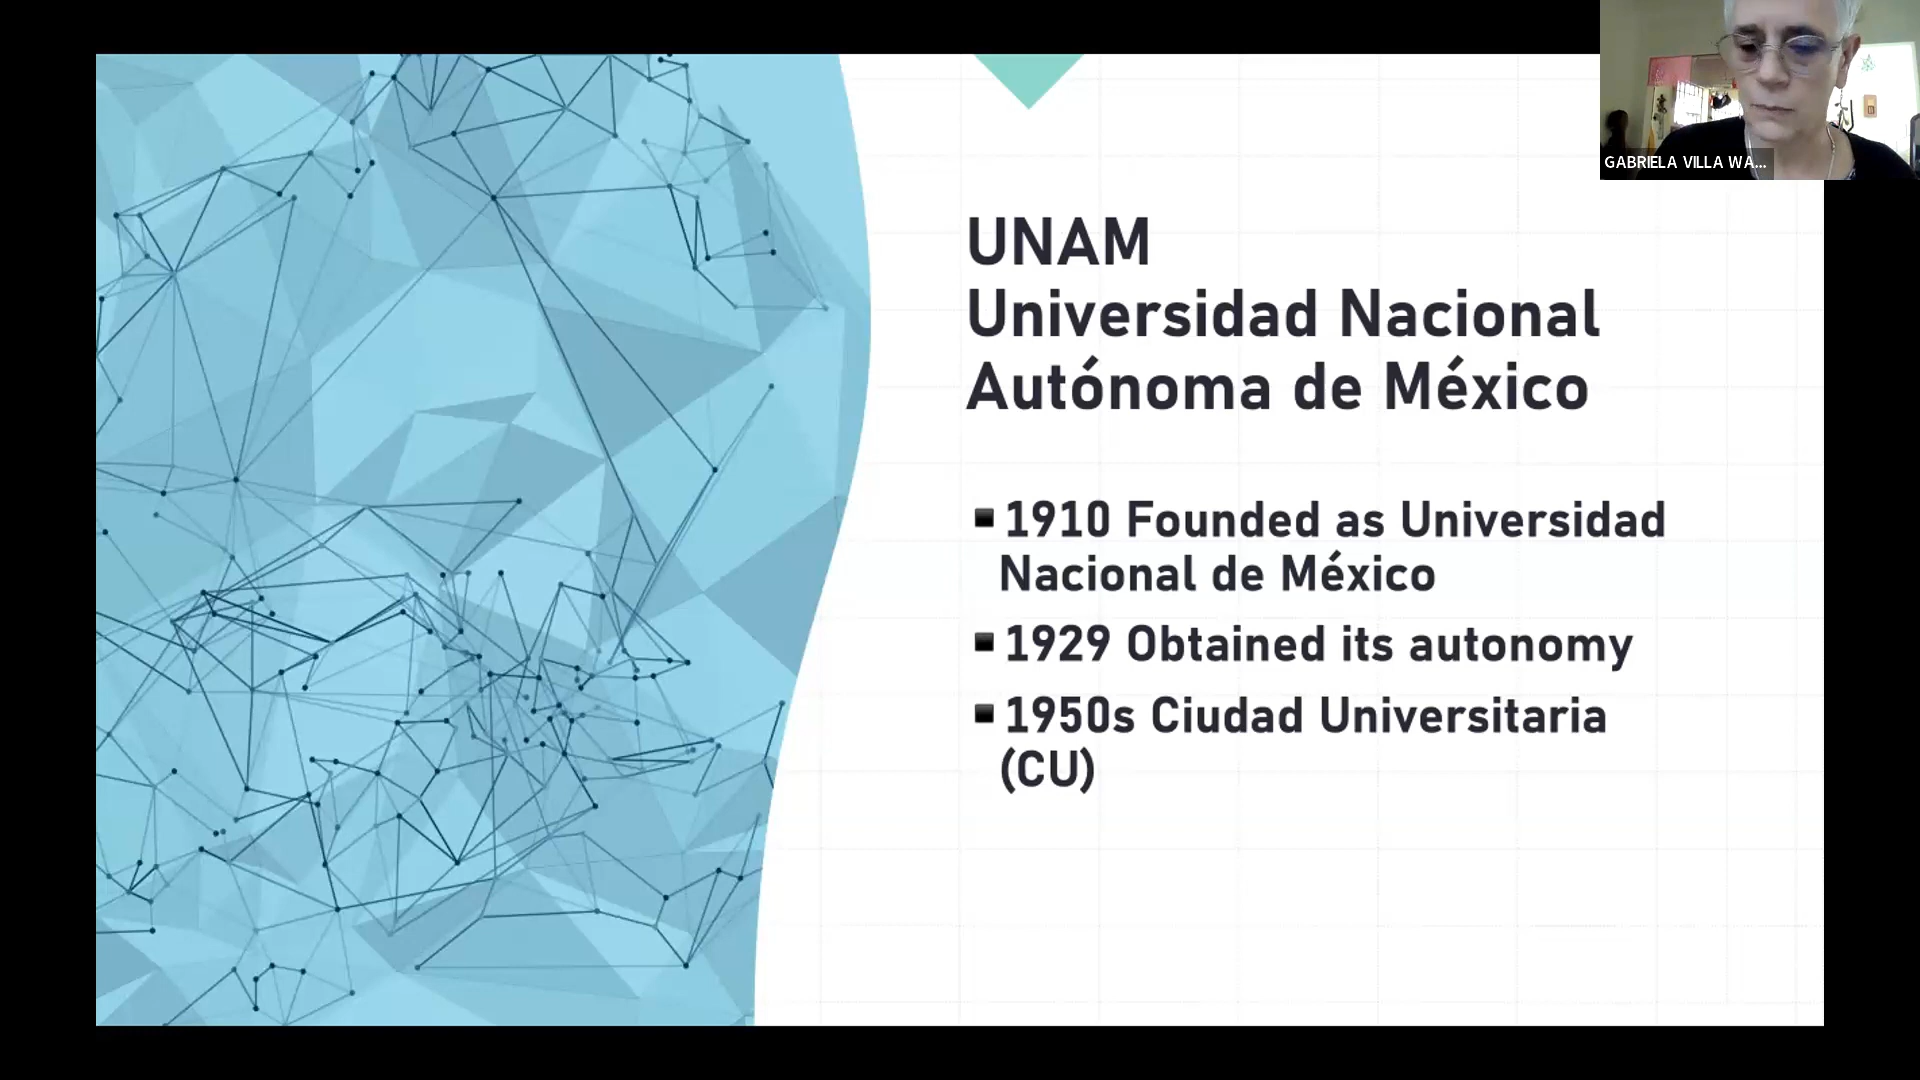 GABRIELA VILLA WA...
UNAM
Universidad Nacional
Autónoma de México
1910 Founded as Universidad
Nacional de México
1929 Obtained its autonomy
1950s Ciudad Universitaria
(CU)